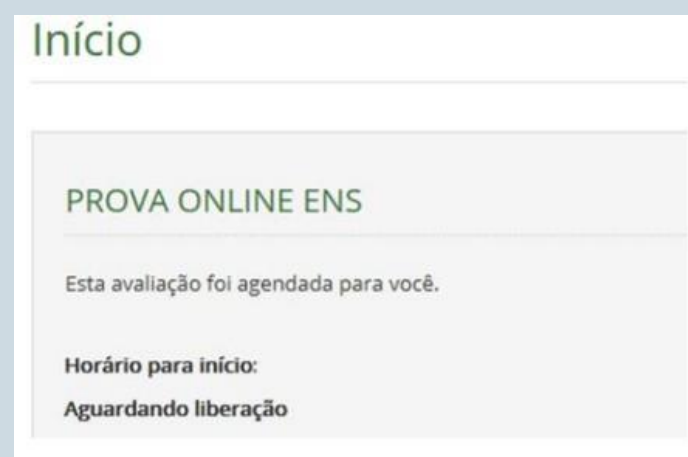 Início
PROVA ONLINE ENS
Esta avaliação foi agendada para você.
Horário para início:
Aguardando liberação